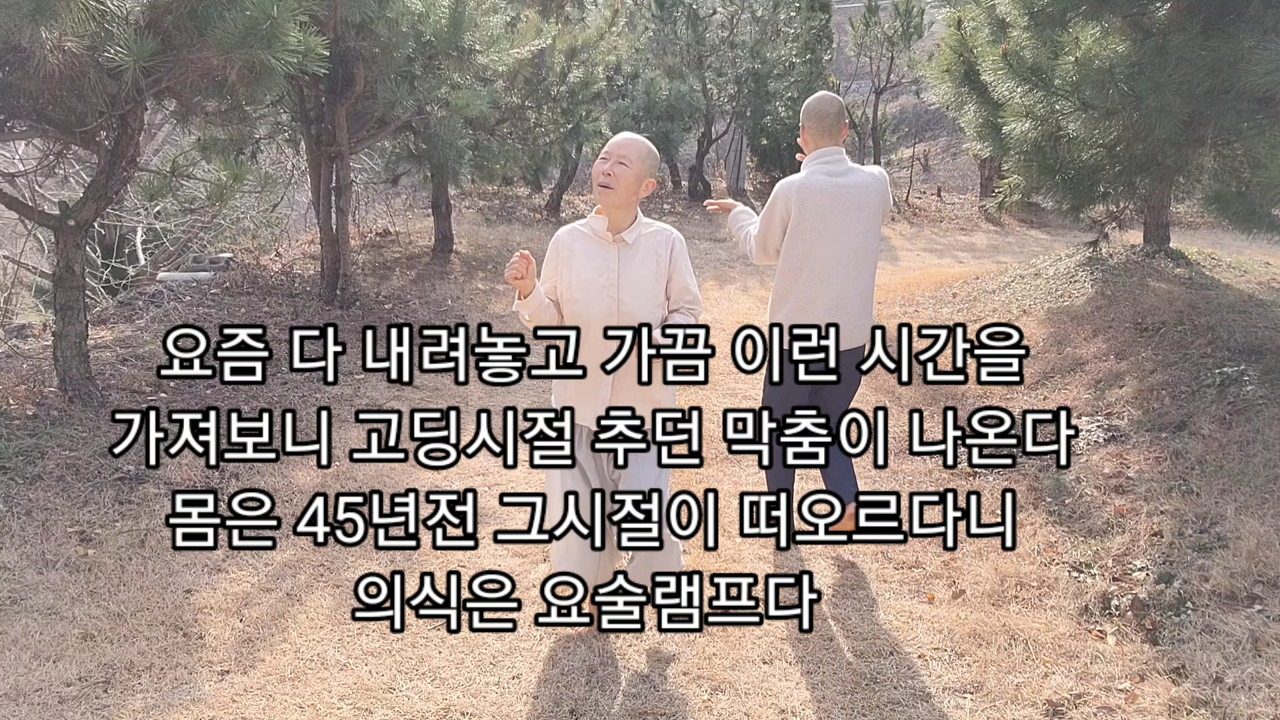 요즘 다 내려놓고 가끔 이런 시간을
가져보니 고딩시절 추던 막춤이 나온다
몸은 45년전 그시절이 떠오르다니
의식은 요술램프다